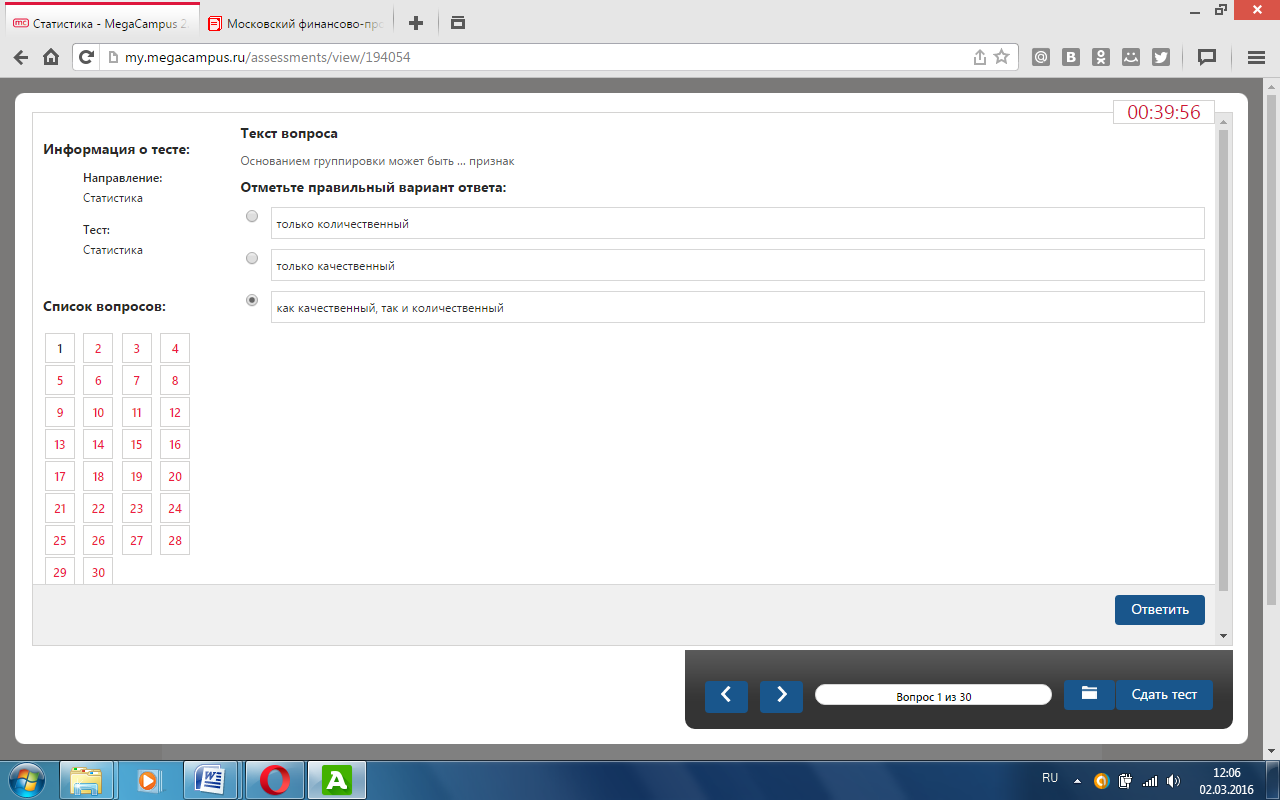 Статистика - MegaCampus 2.
Московский финансово-пр
my.megacampus.ru/assessments/view/194054
00:39:56
Информация о тесте:
Направление:
Статистика
Тест:
Статистика
Список вопросов:
1 2 3 4
5 6 7 8
9 10 11 12
13 14 15 16
17 18 19 20
21 22 23 24
25 26 27 28
29 30
Текст вопроса
Основанием группировки может быть ... признак
Отметьте правильный вариант ответа:
только количественный
только качественный
как качественный, так и количественный
Ответить
Вопрос 1 из 30
Сдать тест
RU
12:06
02.03.2016